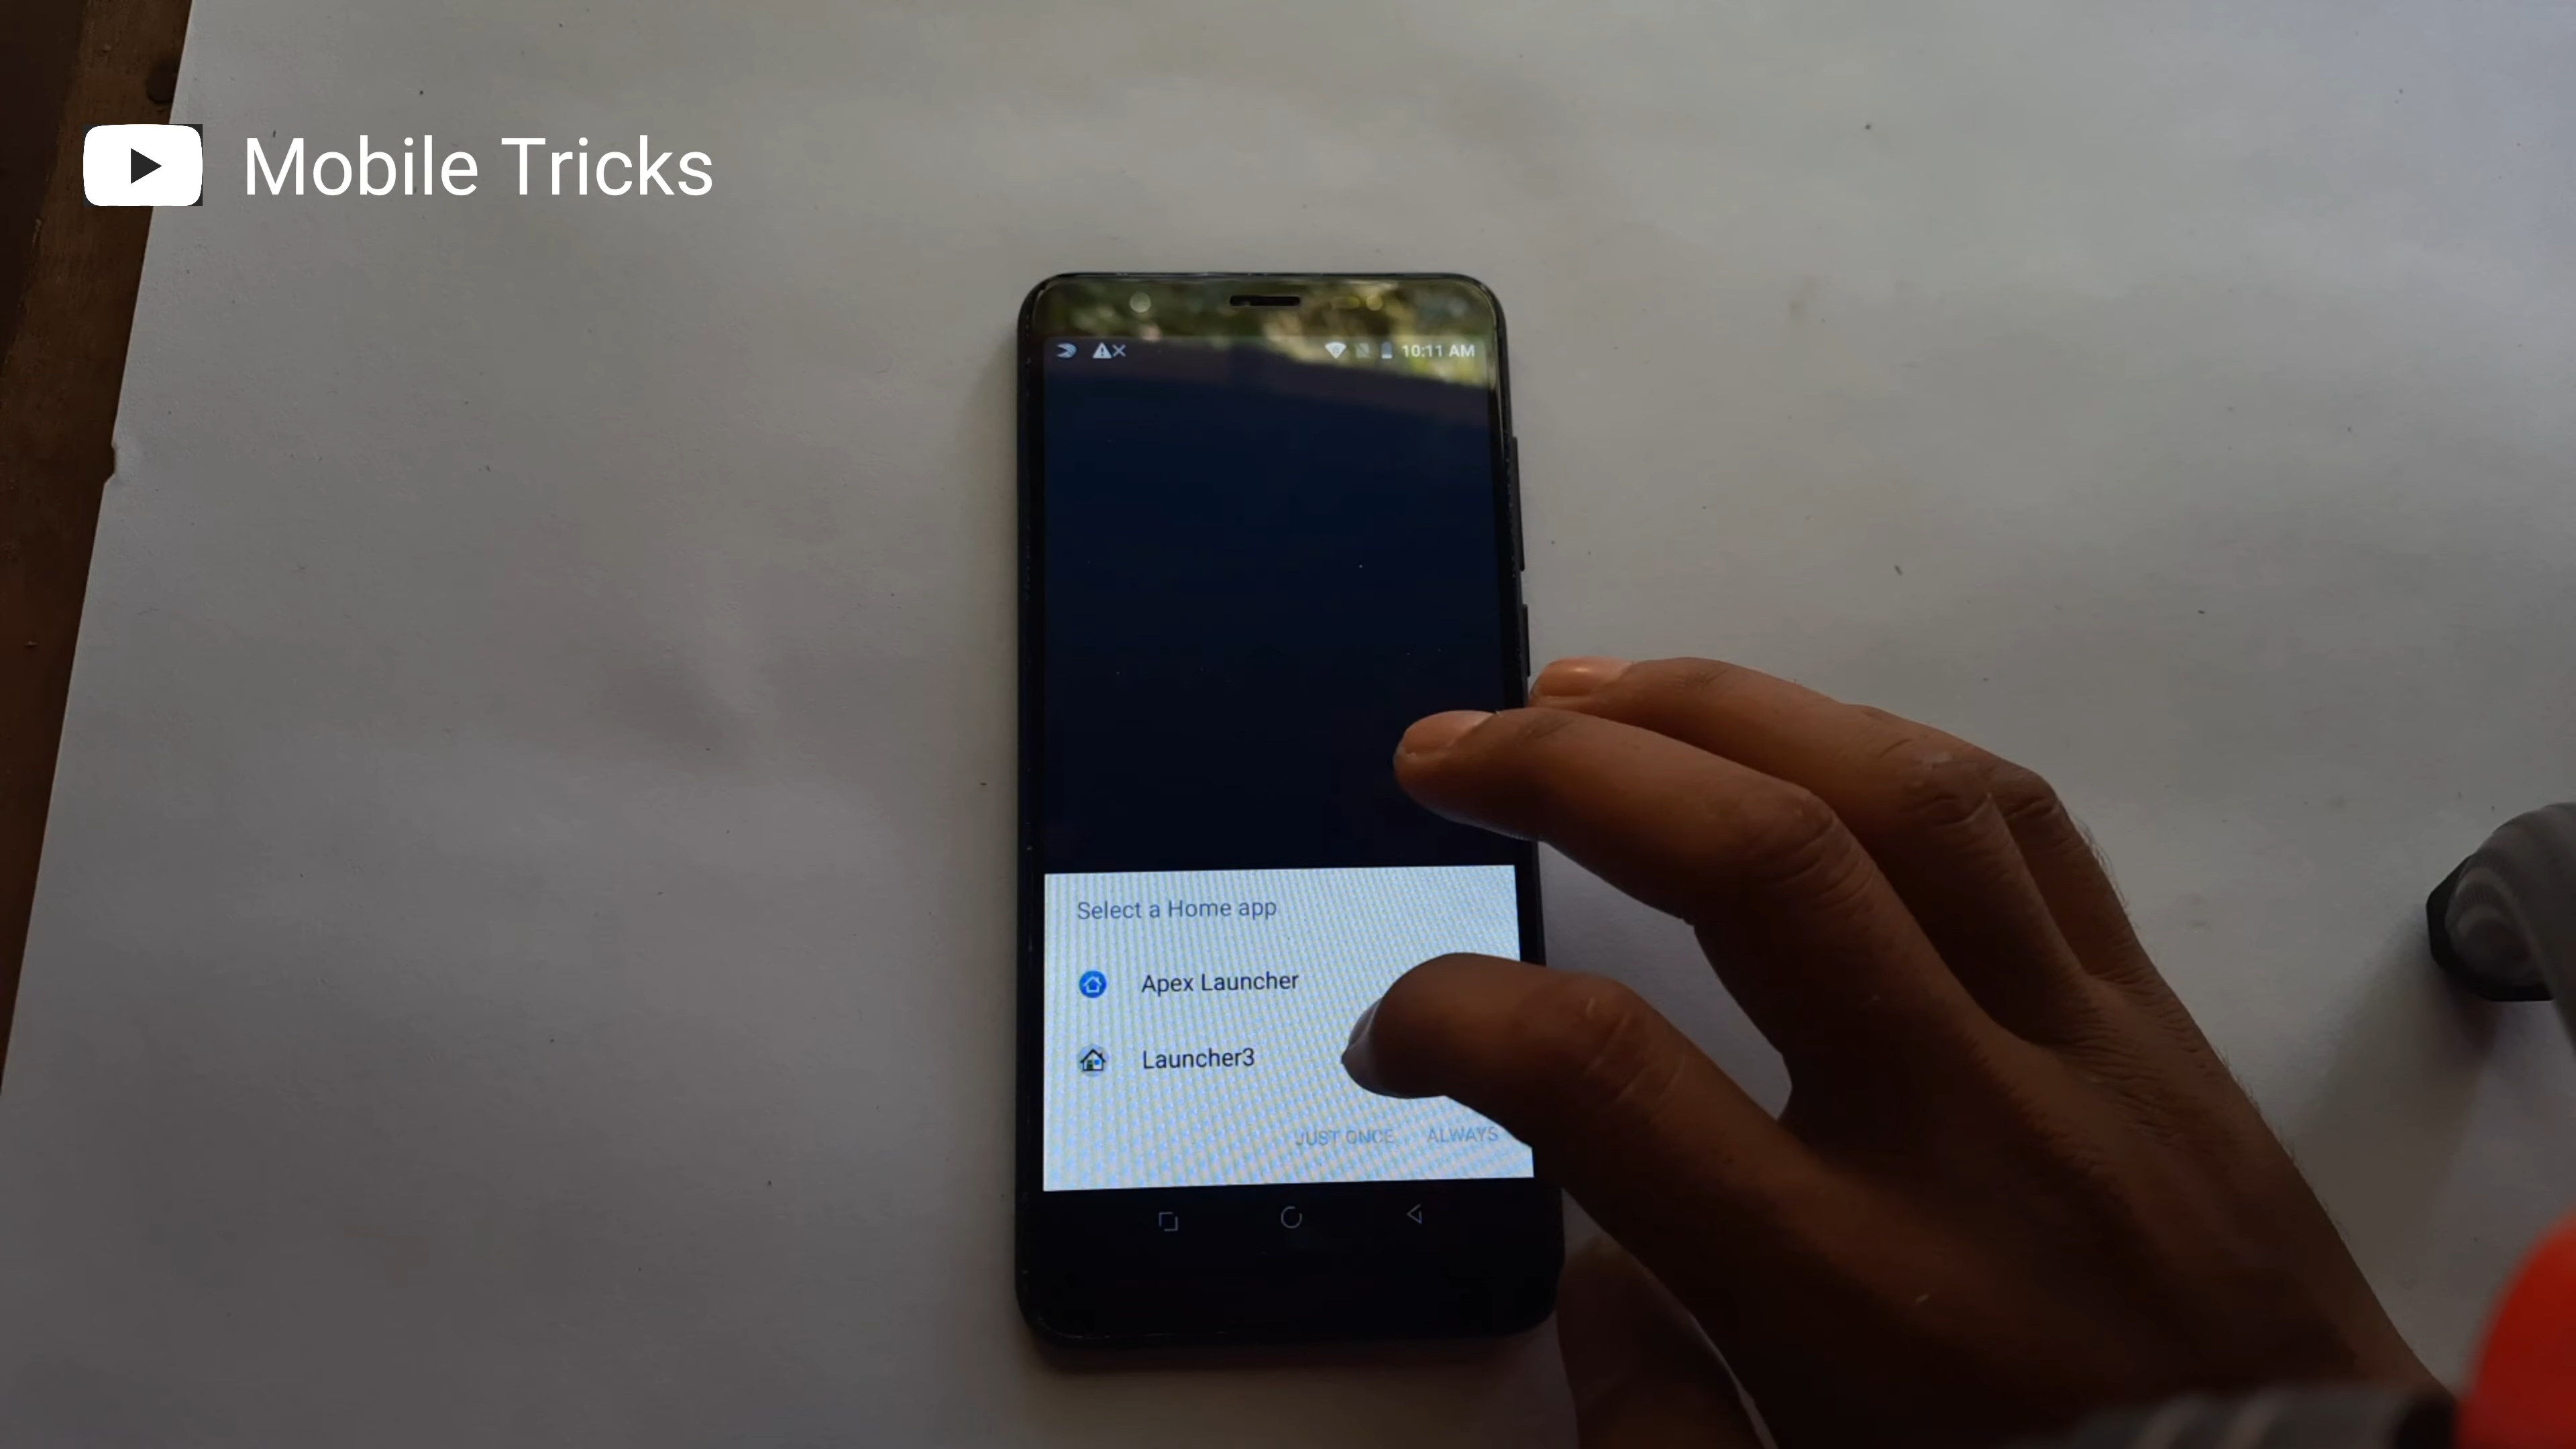 Mobile Tricks
10:11 AM
Select a Home app
Apex Launcher
Launcher3
JUST ONCE ALWAYS